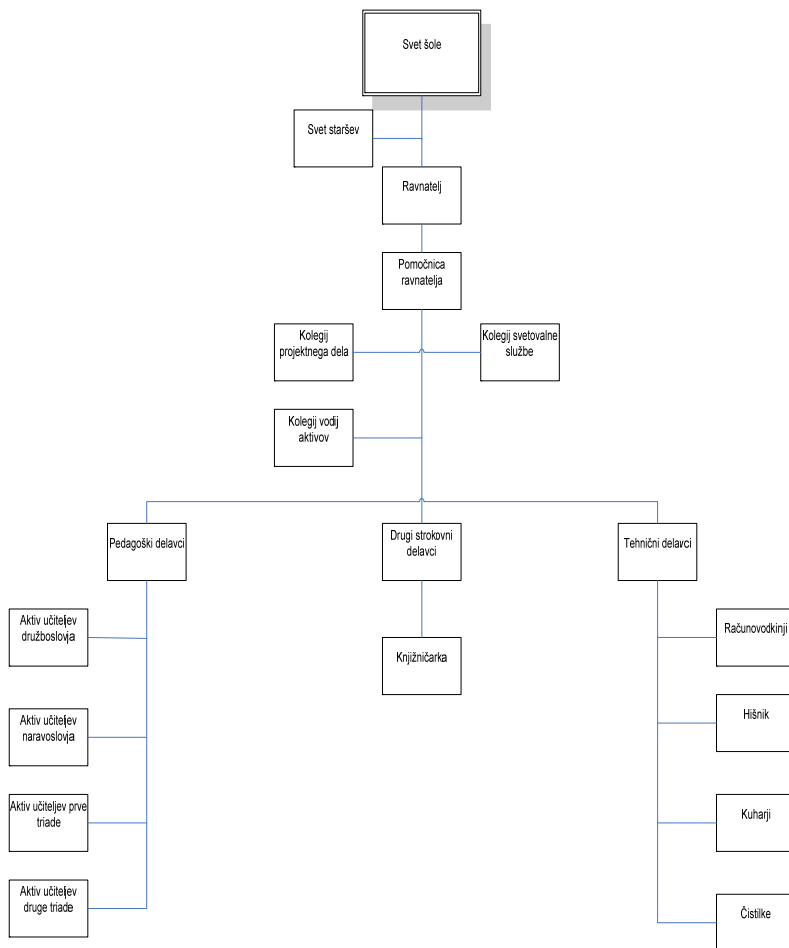 Svet šole
Svet staršev
Ravnatelj
Pomočnica
ravnatelja
Kolegij
projektnega dela
Kolegij svetovalne
službe
Kolegij vodij
aktivov
Pedagoški delavci
Drugi strokovni
delavci
Tehnični delavci
Aktiv učiteljev
družboslovja
Knjižničarka
Računovodkinji
Aktiv učiteljev
naravoslovja
Hišnik
Aktiv učiteljev prve
triade
Kuharji
Aktiv učiteljev
druge triade
Čistilke